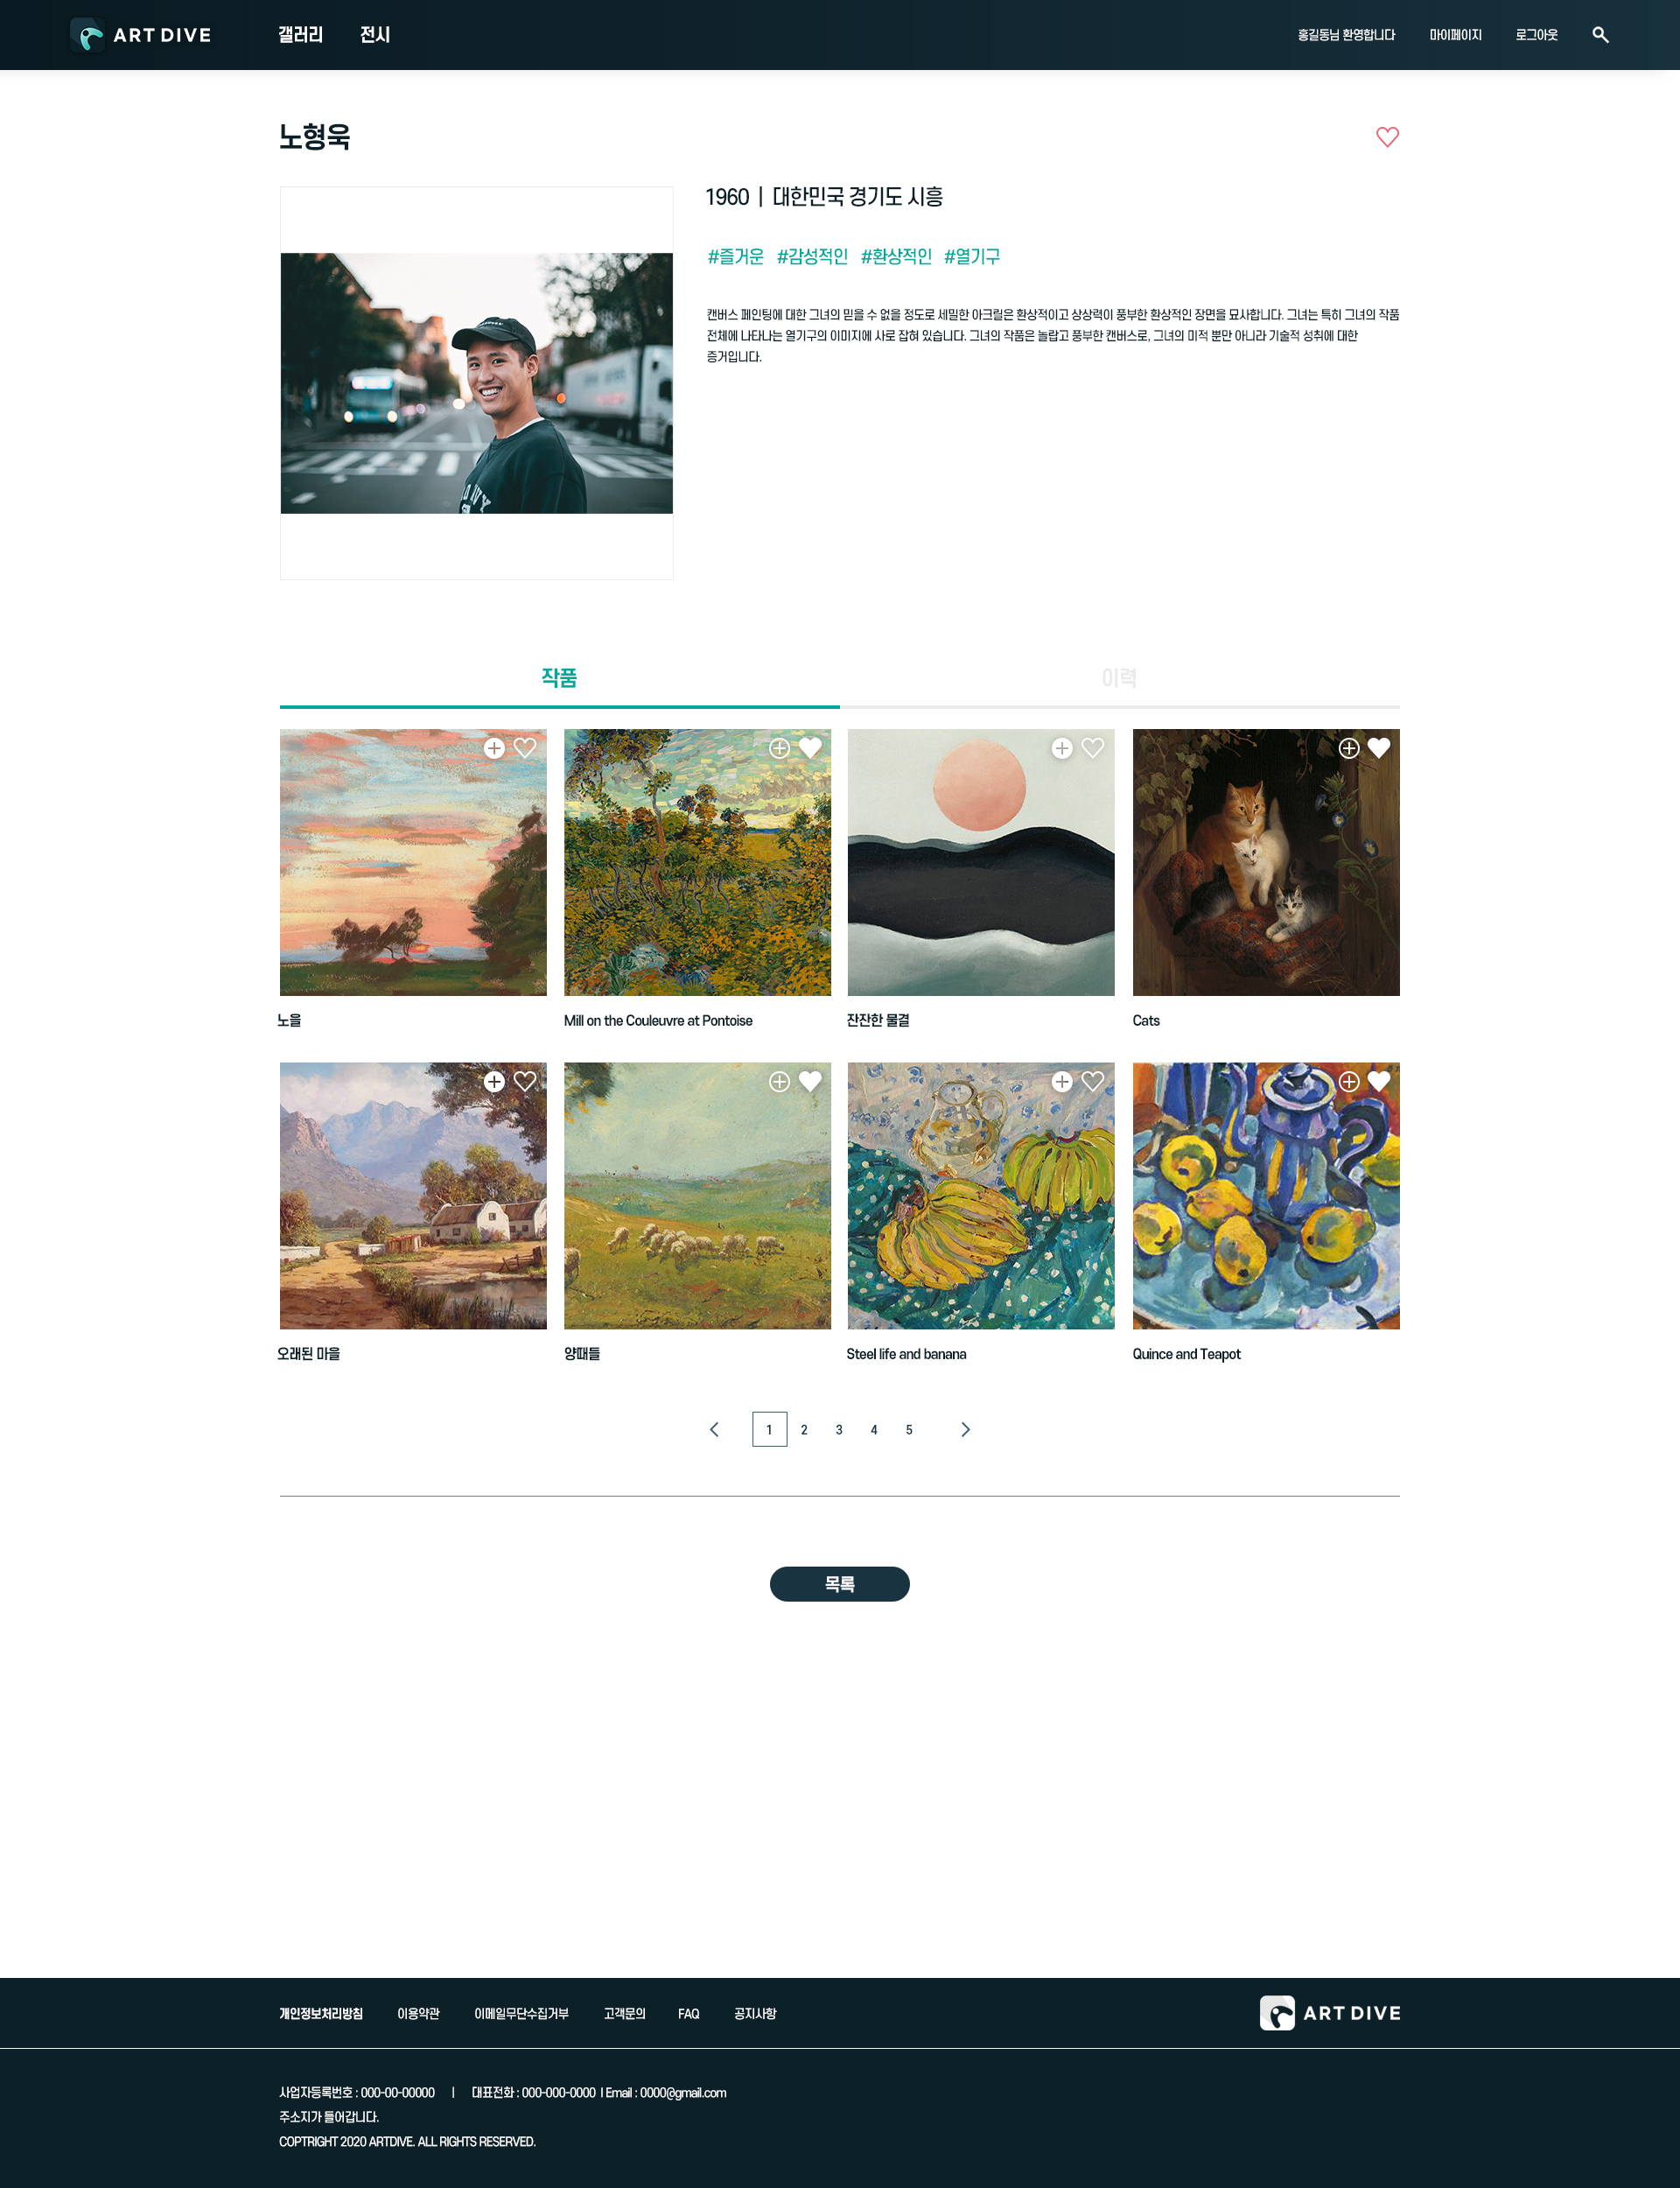 ART DIVE 갤러리 전시 홍길동님 환영합니다 마이페이지 로그아웃
노형욱
1960 | 대한민국 경기도 시흥
#즐거운 #감성적인 #환상적인 #열기구
캔버스 페인팅에 대한 그녀의 믿을 수 없을 정도로 세밀한 아크릴은 환상적이고 상상력이 풍부한 환상적인 장면을 묘사합니다. 그녀는 특히 그녀의 작품
전체에 나타나는 열기구의 이미지에 사로 잡혀 있습니다. 그녀의 작품은 놀랍고 풍부한 캔버스로, 그녀의 미적 뿐만 아니라 기술적 성취에 대한
증거입니다.
작품 이력
노을 Mill on the Couleuvre at Pontoise 잔잔한 물결 Cats
오래된 마을 양때들 Steel life and banana Quince and Teapot
1 2 3 4 5
목록
개인정보처리방침 이용약관 이메일무단수집거부 고객문의 FAQ 공지사항 ART DIVE
사업자등록번호 : 000-00-00000 | 대표전화 : 000-000-0000 | Email : 0000@gmail.com
주소지가 들어갑니다.
COPTRIGHT 2020 ARTDIVE. ALL RIGHTS RESERVED.